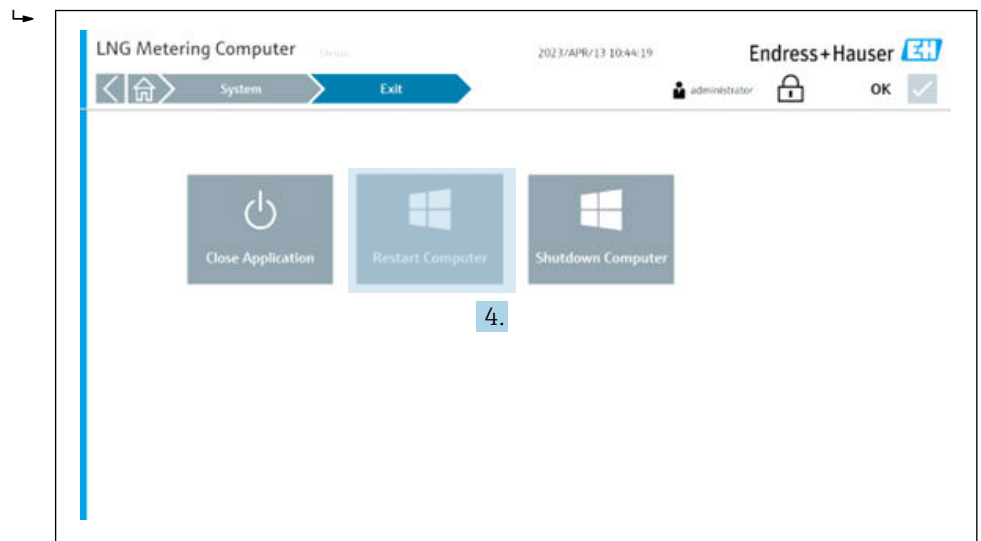 LNG Metering Computer
2023/APR/13 10:44:19
Endress+Hauser EH
System
Exit
administrator
OK
Close Application
Restart Computer
Shutdown Computer
4.